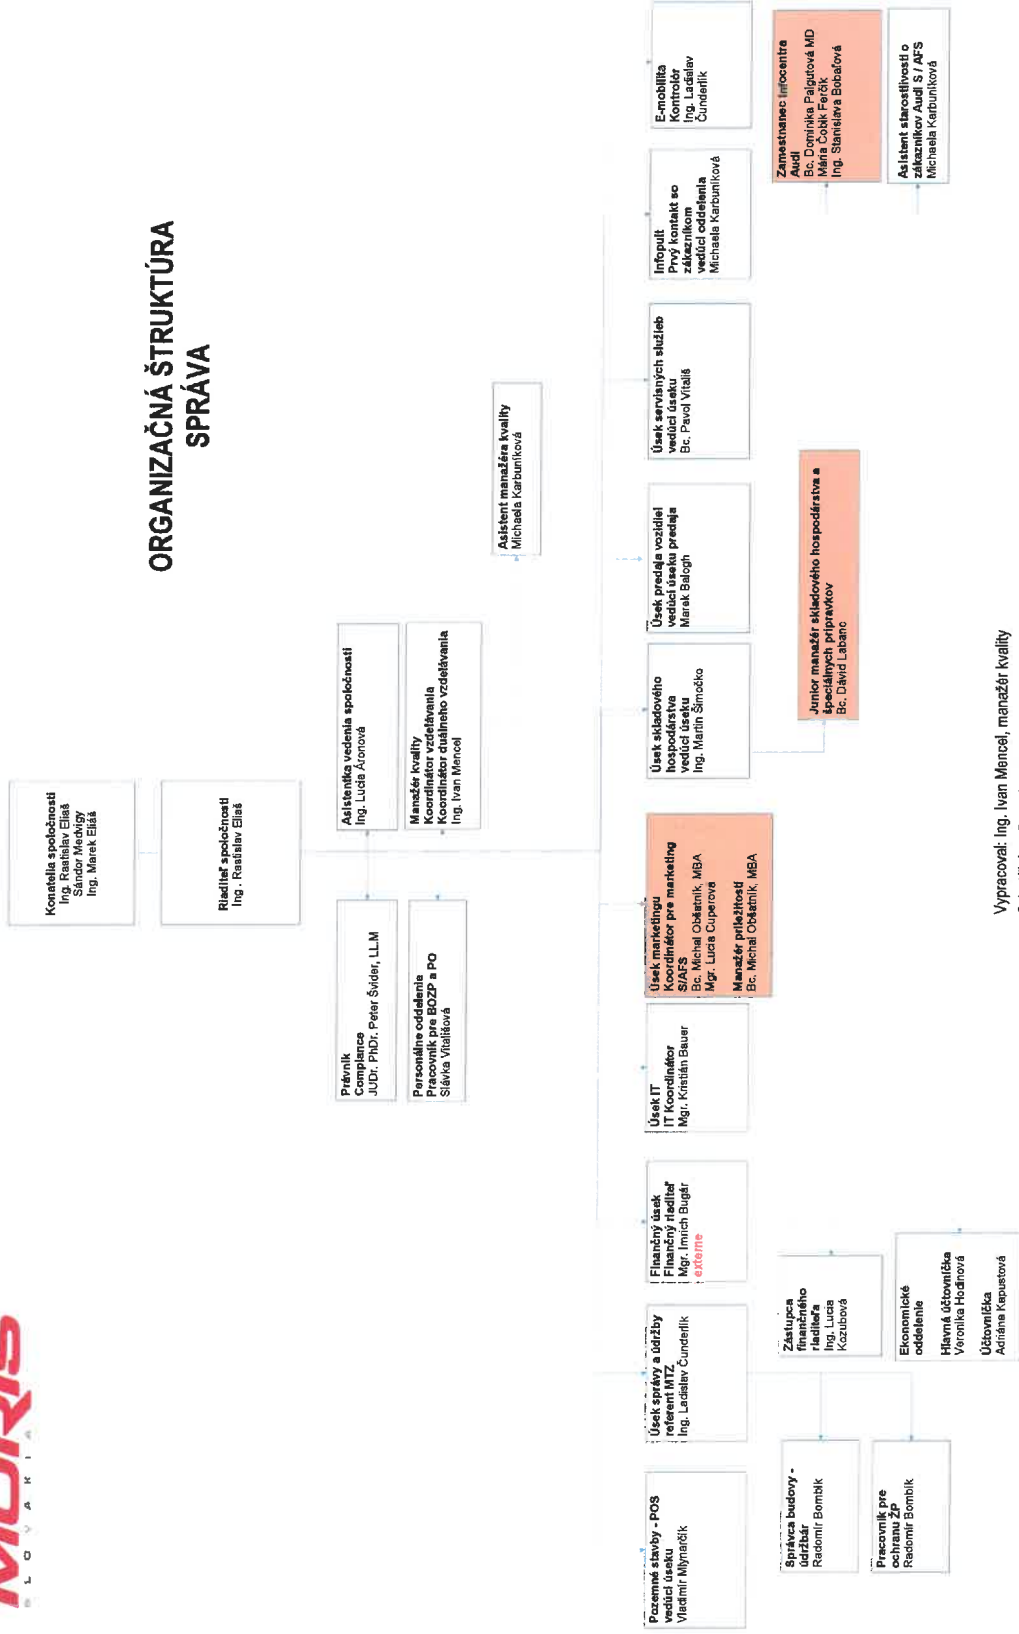 MORIS
SLOVAKIA
ORGANIZAČNÁ ŠTRUKTÚRA
SPRÁVA
Konatelia spoločnosti
Ing. Rastislav Eliaš
Sándor Medvigy
Ing. Marek Eliáš
Riaditeľ spoločnosti
Ing . Rastislav Eliaš
Právnik
Complance
JUDr. PhDr. Peter Švider, LL.M
Asistentka vedenia spoločnosti
Ing. Lucia Áronová
Personálne oddelenie
Pracovník pre BOZP a PO
Slávka Vitališová
Manažér kvality
Koordinátor vzdelávania
Koordinátor duálneho vzdelávania
Ing. Ivan Mencel
Asistent manažéra kvality
Michaela Karbuníková
Pozemné stavby - POS
vedúci úseku
Vladimír Mlynarčík
Úsek správy a údržby
referent MTZ
Ing. Ladislav Čunderlík
Finančný úsek
Finančný riaditeľ
Mgr. Imrich Bugár
externe
Úsek IT
IT Koordinátor
Mgr. Kristián Bauer
Úsek marketingu
Koordinátor pre marketing
S/AFS
Bc. Michal Obšatník, MBA
Mgr. Lucia Cuperová
Manažér príležitostí
Bc. Michal Obšatník, MBA
Úsek skladového
hospodárstva
vedúci úseku
Ing. Martin Šimočko
Úsek predaja vozidiel
vedúci úseku predaja
Marek Balogh
Úsek servisných služieb
vedúci úseku
Bc. Pavol Vitališ
Infopult
Prvý kontakt so
zákazníkom
vedúci oddelenia
Michaela Karbuníková
E-mobilita
Kontrolór
Ing. Ladislav
Čunderlík
Správca budovy -
údržbár
Radomír Bomblk
Zástupca
finančného
riaditeľa
Ing. Lucia
Kozubová
Junior manažér skladového hospodárstva a
špeciálnych prípravkov
Bc. Dávid Labanc
Zamestnanec infocentra
Audi
Bc. Dominika Palgutová MD
Mária Čobik Ferčík
Ing. Stanislava Bobaľová
Pracovník pre
ochranu ŽP
Radomír Bomblk
Ekonomické
oddelenie
Hlavná účtovníčka
Veronika Hodinová
Účtovníčka
Adriána Kapustová
Asistent starostlivosti o
zákazníkov Audi S / AFS
Michaela Karbuníková
Vypracoval: Ing. Ivan Mencel, manažér kvality